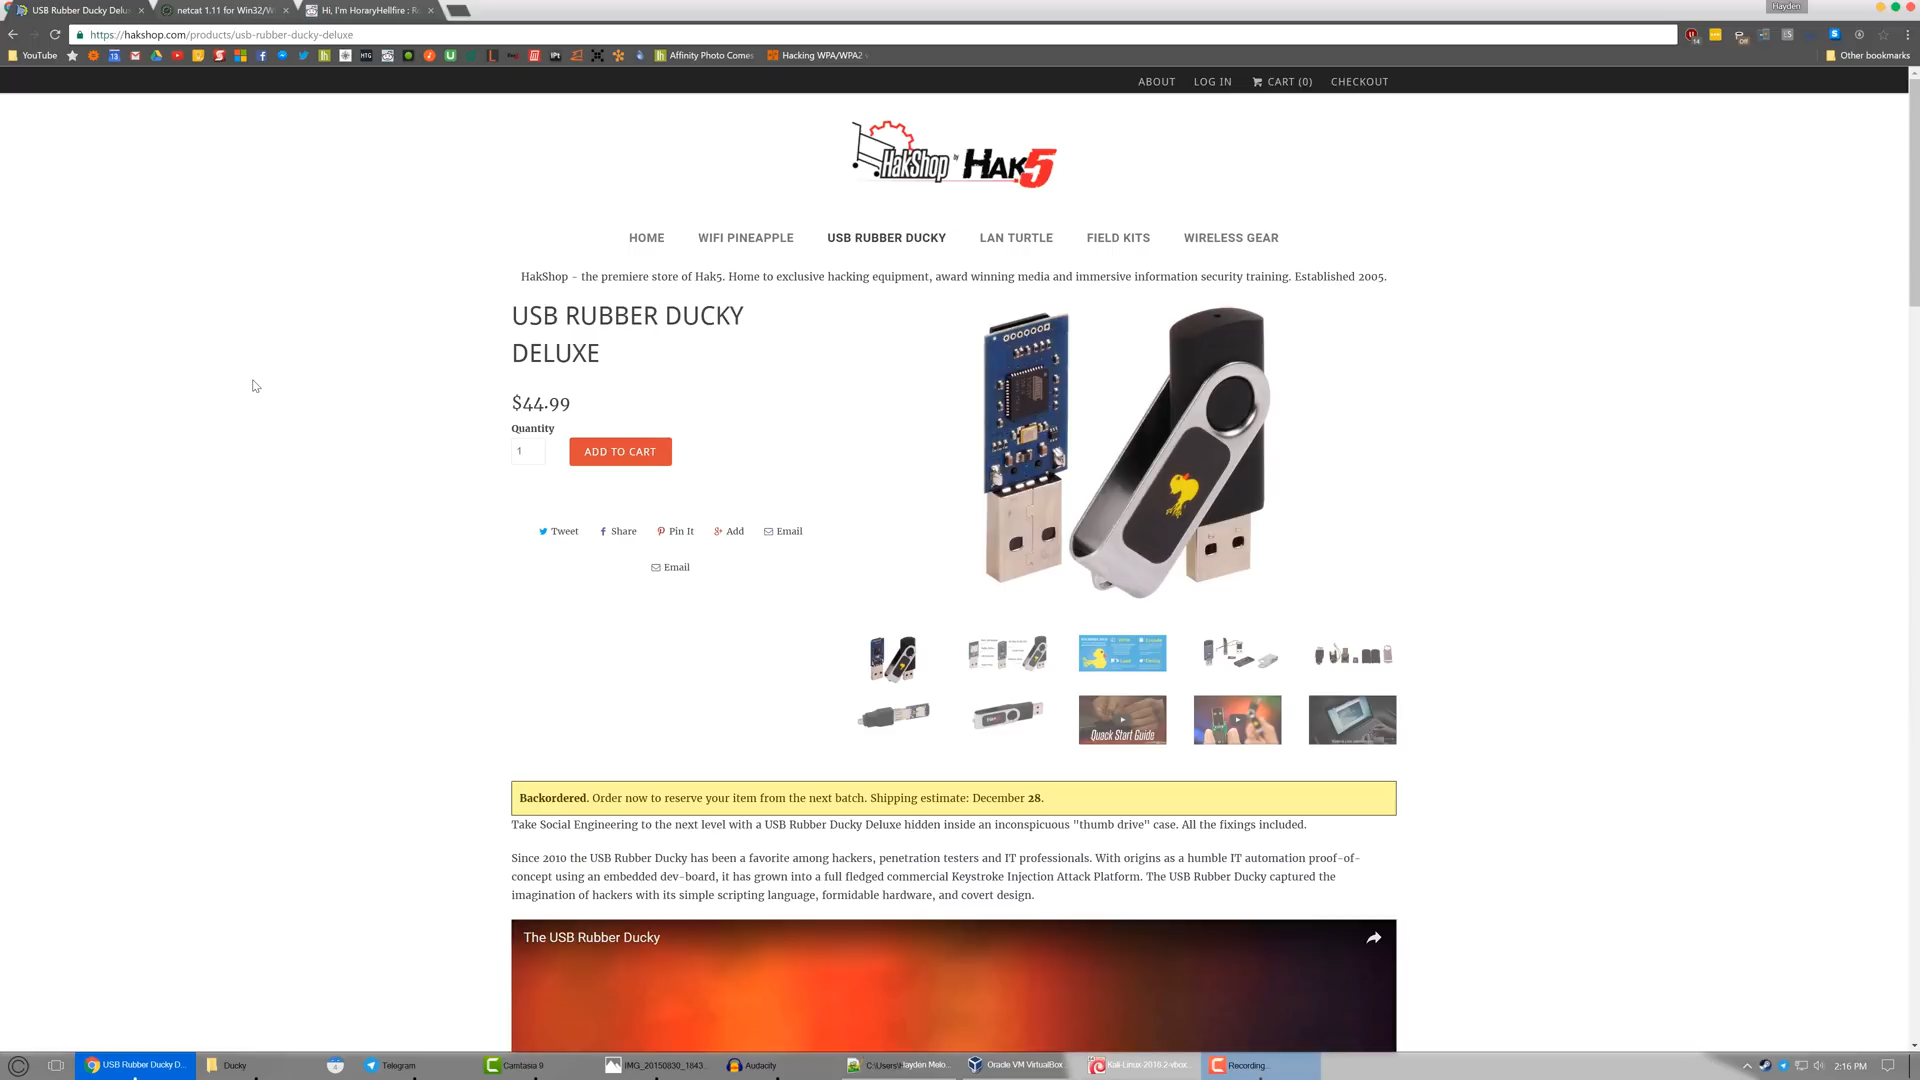 USB Rubber Ducky Delu
netcat 1.11 for Win32/W
Hi, I'm HoraryHellfire : R
Hayden
https://hakshop.com/products/usb-rubber-ducky-deluxe
YouTube
Affinity Photo Comes
Hacking WPA/WPA2
Other bookmarks
ABOUT
LOG IN
CART (0)
CHECKOUT
HakShop by HAK5
HOME
WIFI PINEAPPLE
USB RUBBER DUCKY
LAN TURTLE
FIELD KITS
WIRELESS GEAR
HakShop - the premiere store of Hak5. Home to exclusive hacking equipment, award winning media and immersive information security training. Established 2005.
USB RUBBER DUCKY
DELUXE
$44.99
Quantity
1
ADD TO CART
Tweet
Share
Pin It
Add
Email
Email
Quack Start Guide
Backordered. Order now to reserve your item from the next batch. Shipping estimate: December 28.
Take Social Engineering to the next level with a USB Rubber Ducky Deluxe hidden inside an inconspicuous "thumb drive" case. All the fixings included.
Since 2010 the USB Rubber Ducky has been a favorite among hackers, penetration testers and IT professionals. With origins as a humble IT automation proof-of-
concept using an embedded dev-board, it has grown into a full fledged commercial Keystroke Injection Attack Platform. The USB Rubber Ducky captured the
imagination of hackers with its simple scripting language, formidable hardware, and covert design.
The USB Rubber Ducky
USB Rubber Ducky D...
Ducky
Telegram
Camtasia 9
IMG_20150830_1843...
Audacity
C:\Users\Hayden Melo...
Oracle VM VirtualBox
Kali-Linux-2016.2-vbox...
Recording...
2:16 PM